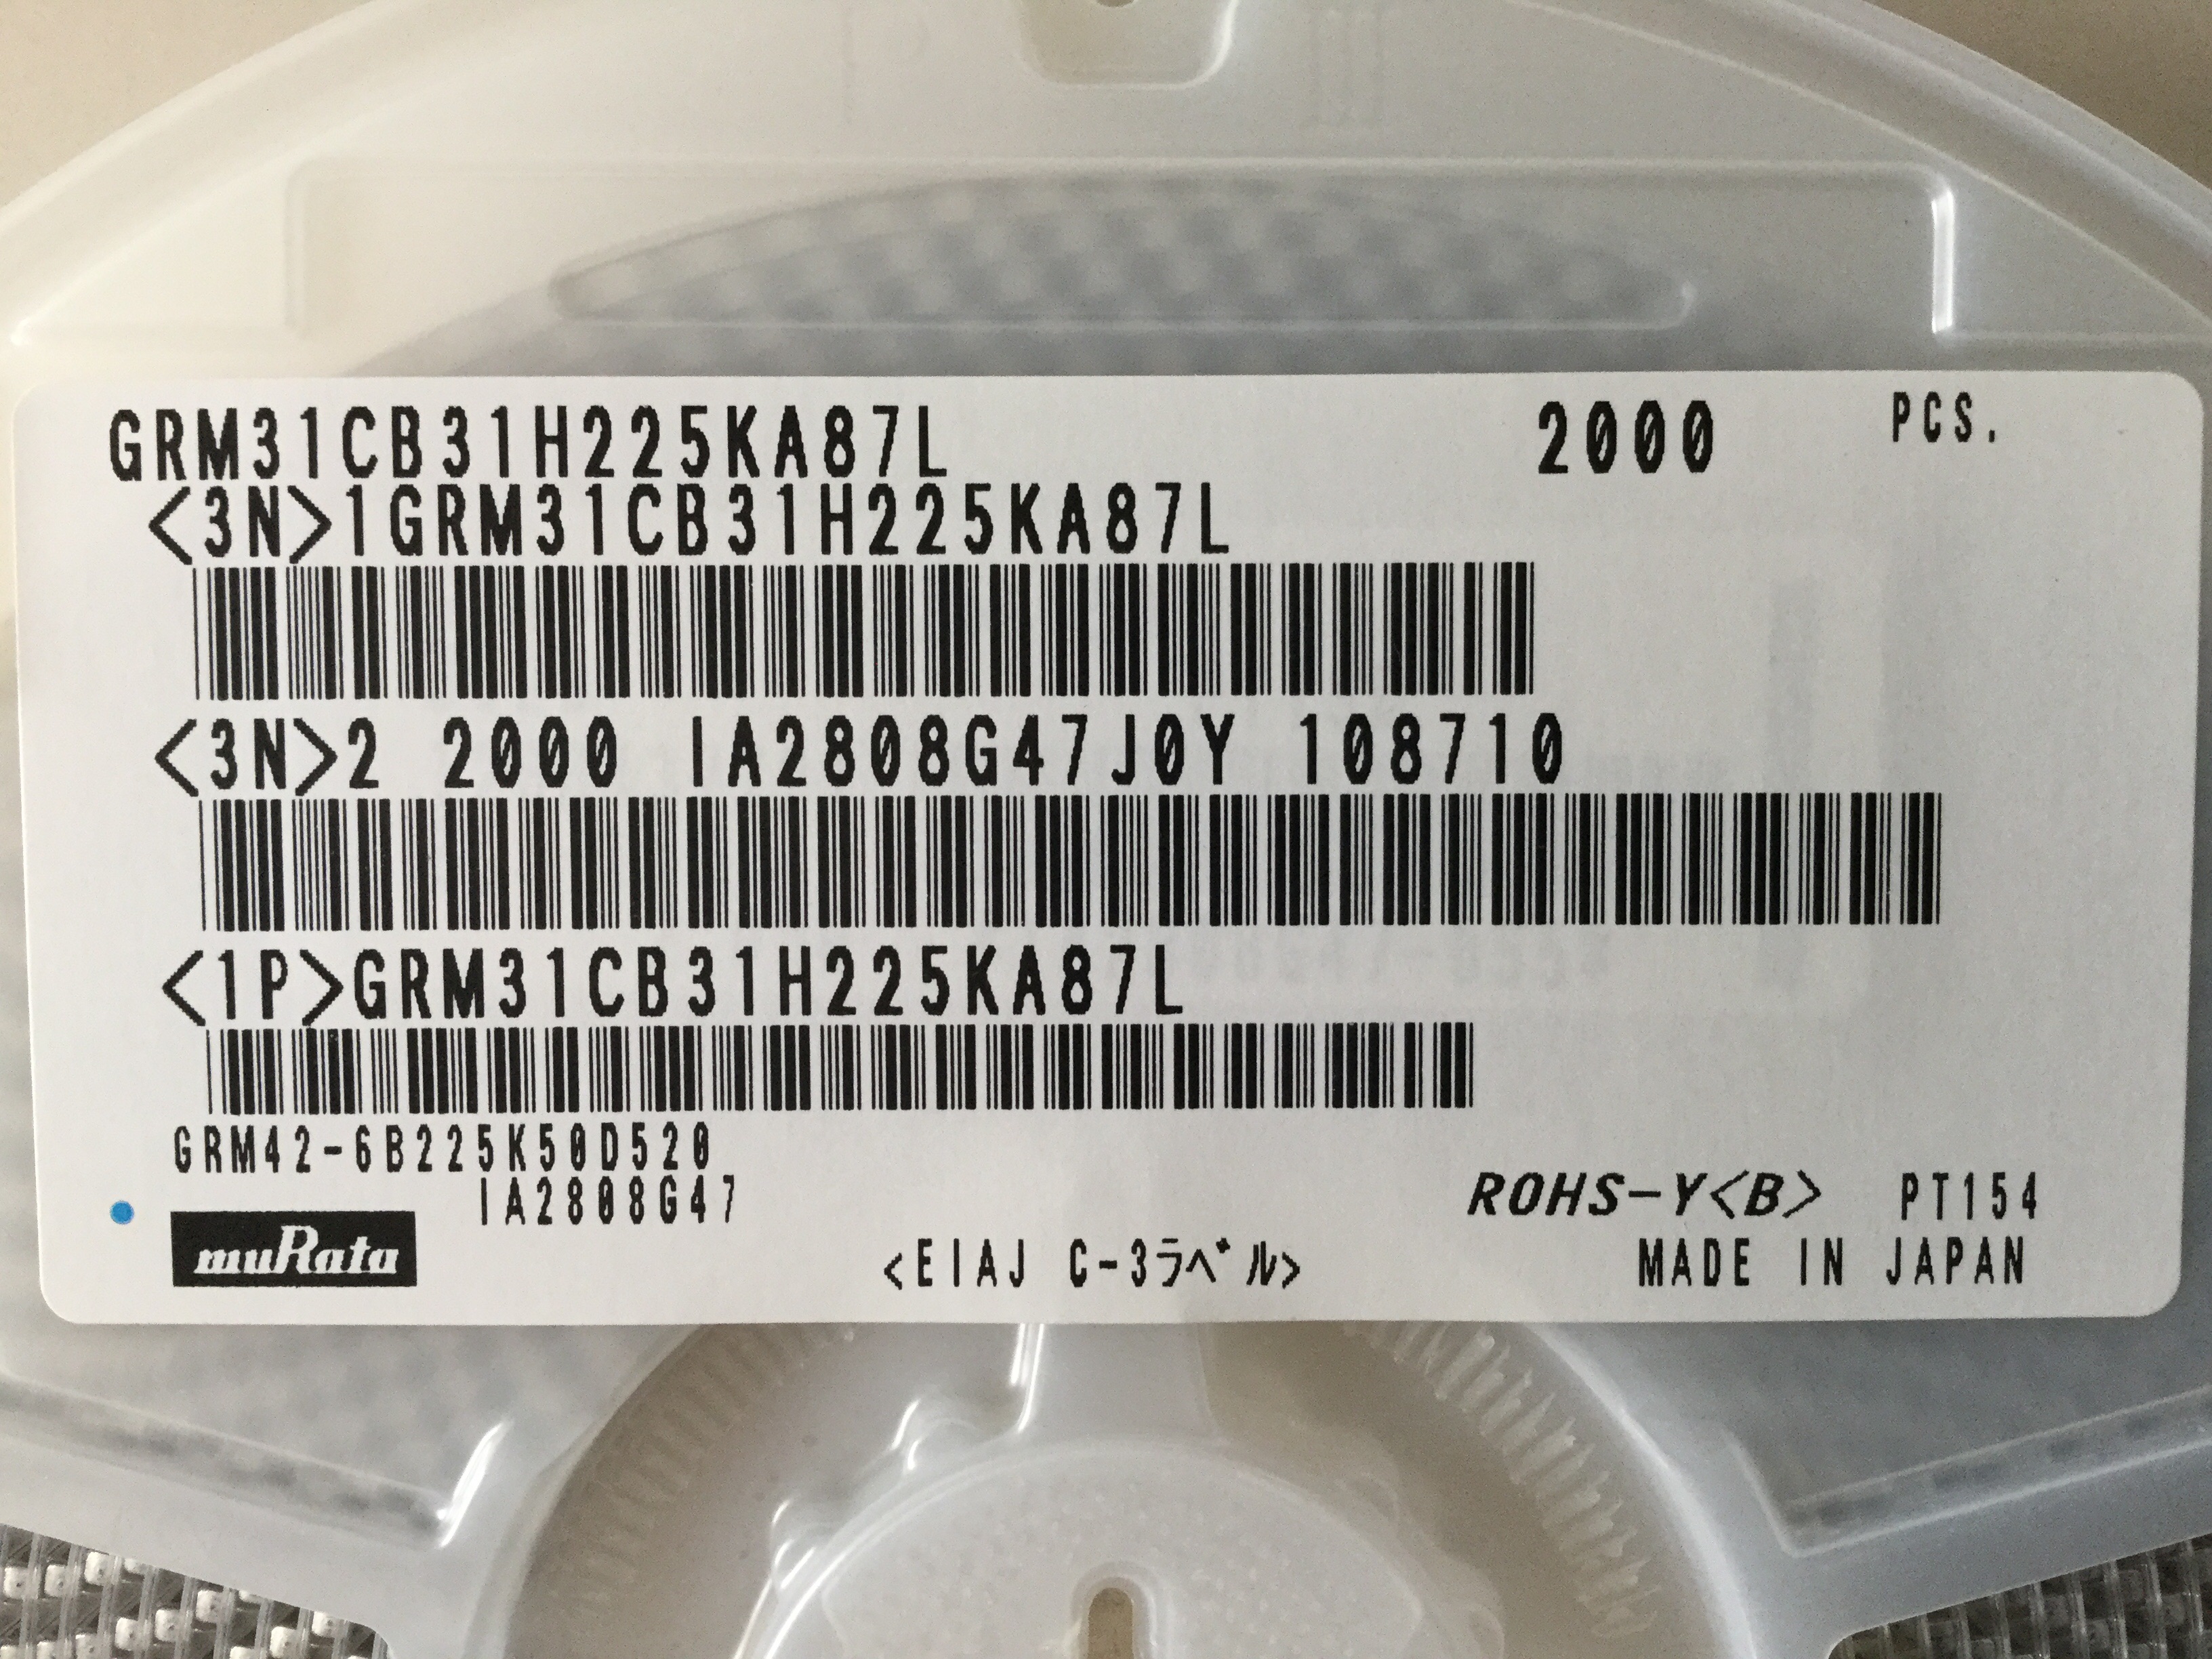 GRM31CB31H225KA87L 2000 PCS.
<3N>1GRM31CB31H225KA87L
<3N>2 2000 IA2808G47J0Y 108710
<1P>GRM31CB31H225KA87L
GRM42-6B225K50D520
IA2808G47
ROHS-Y<B> PT154
muRata
<EIAJ C-3ラベル>
MADE IN JAPAN